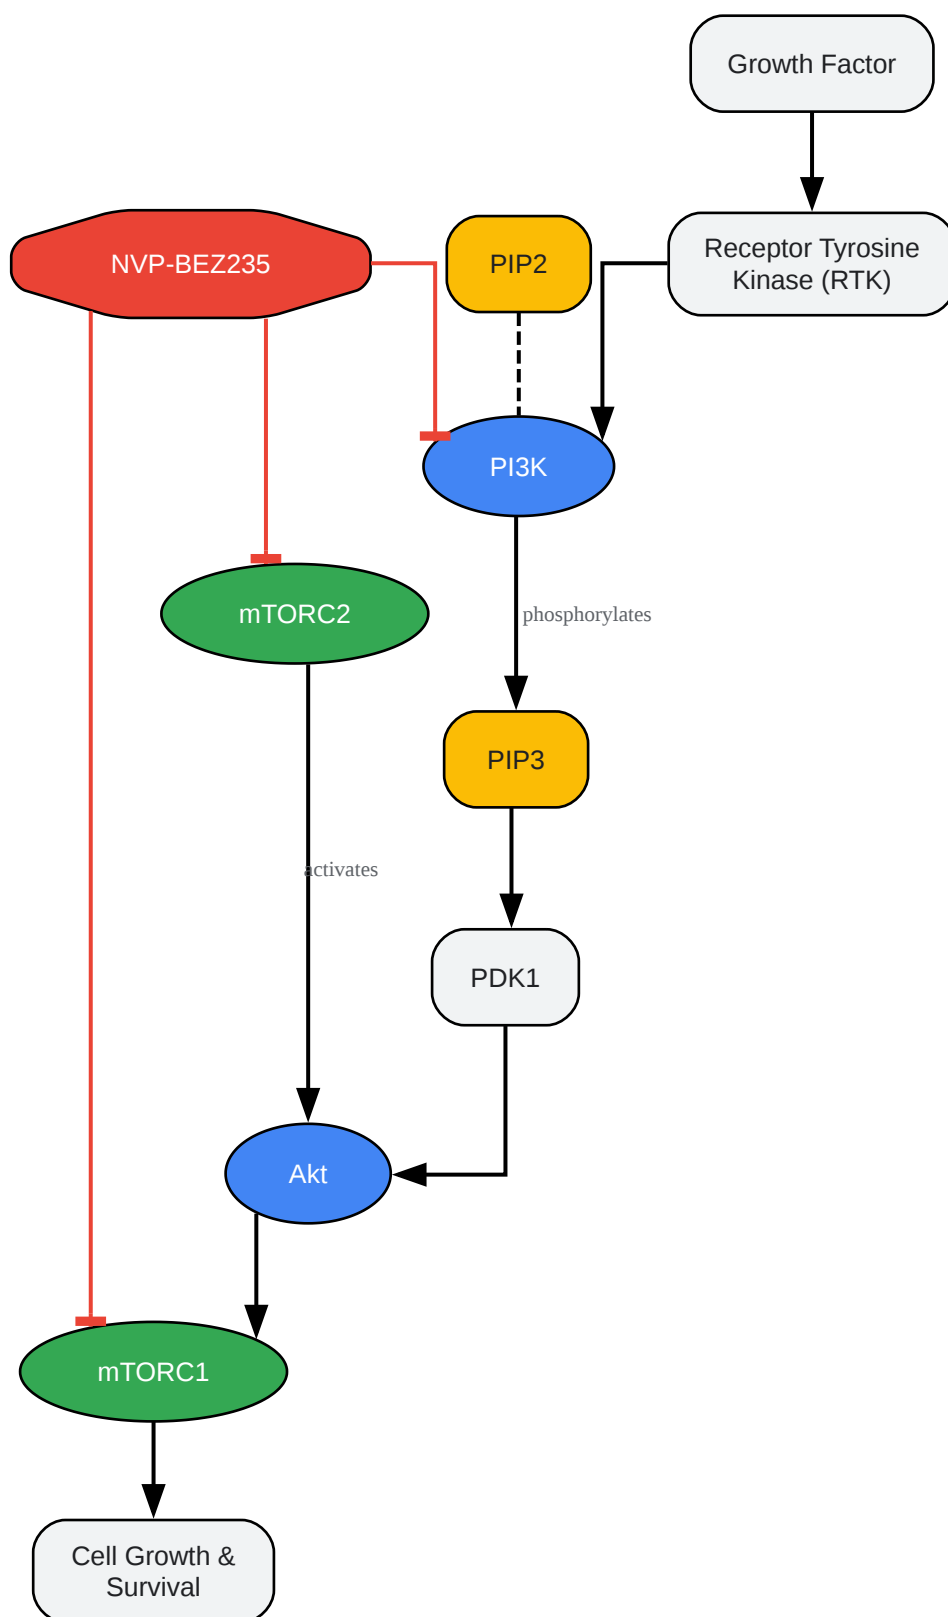 Growth Factor
NVP-BEZ235
PIP2
Receptor Tyrosine
Kinase (RTK)
PI3K
mTORC2
phosphorylates
PIP3
activates
PDK1
Akt
mTORC1
Cell Growth &
Survival